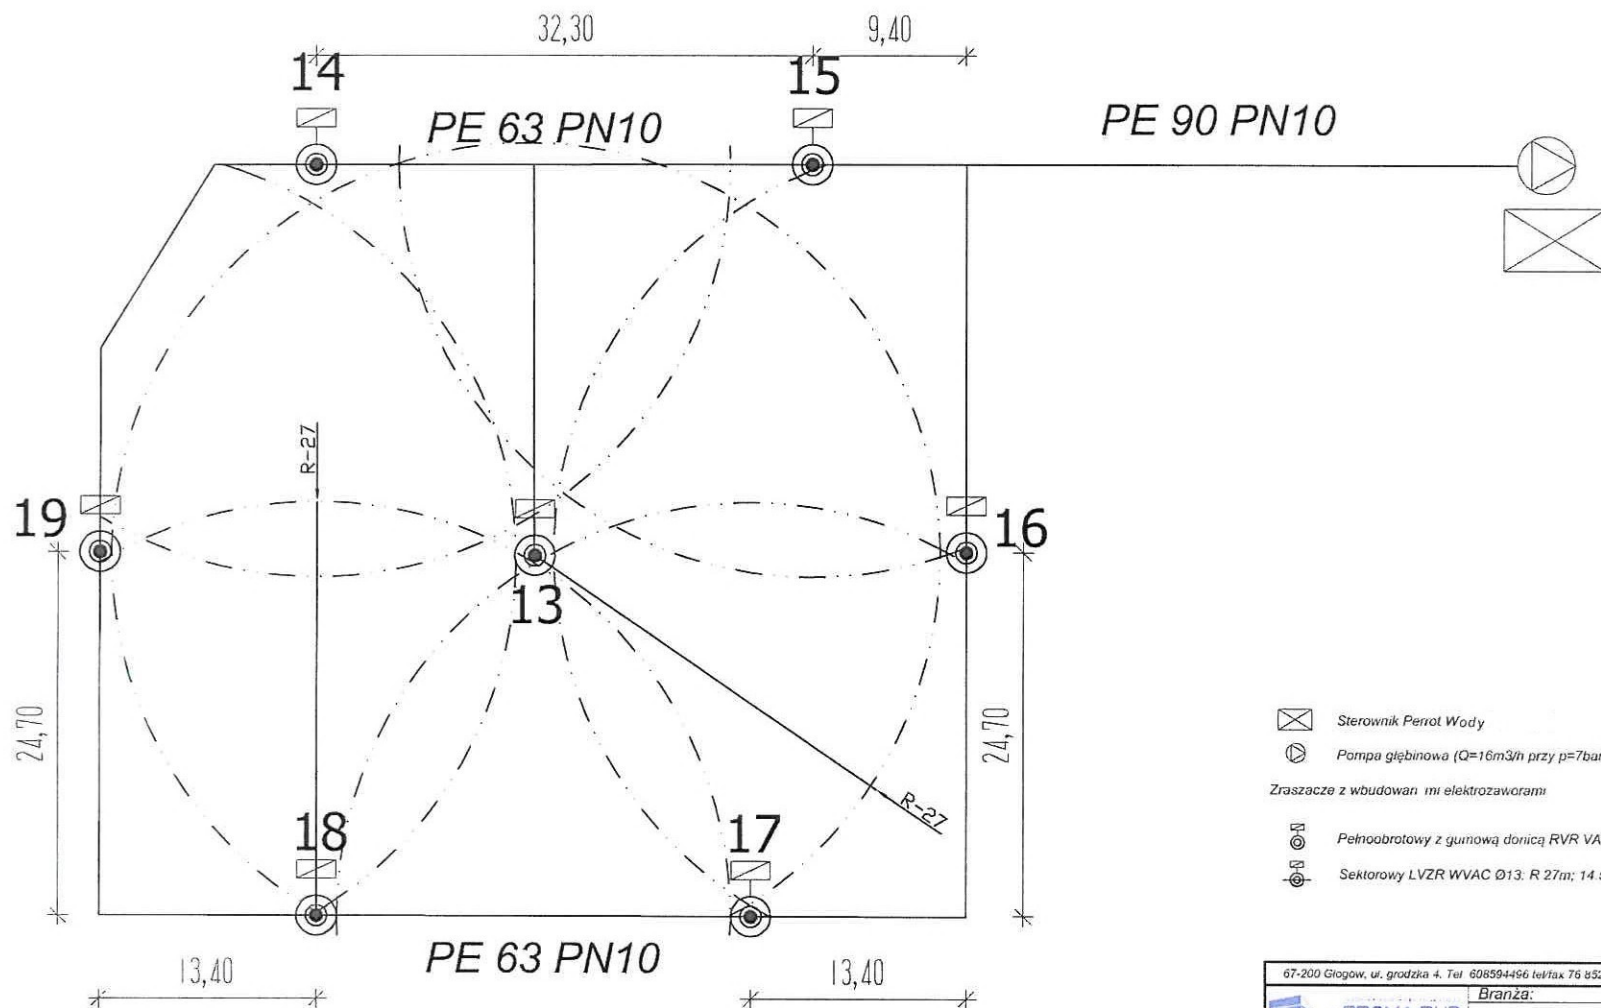 32,30
9,40
14
15
PE 63 PN10
PE 90 PN10
R-27
19
16
13
24,70
24,70
R-27
18
17
PE 63 PN10
13,40
13,40
Sterownik Perrot Wody
Pompa głębinowa (Q=16m3/h przy p=7bar
Zraszacze z wbudowan mi elektrozaworami
Pełnoobrotowy z gumową donicą RVR VA
Sektorowy LVZR WVAC Ø13: R 27m; 14
67-200 Głogów, ul. grodzka 4. Tel 608594496 tel/fax 76 852
Branża: